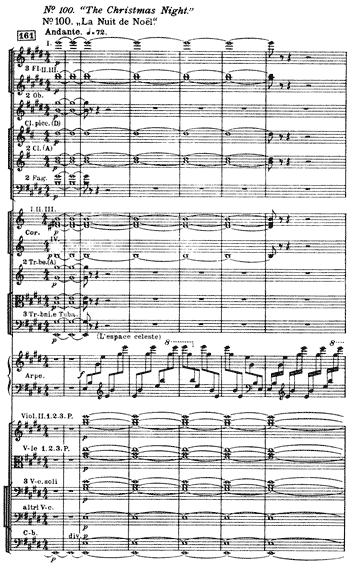 Nº 100. "The Christmas Night."
Nº 100. „La Nuit de Noël."
161 Andante. ♩.=72.
I.
3 Fl. II. III.
2 Ob.
Cl. picc. (D)
2 Cl. (A)
2 Fag.
p
I. II. III.
Cor.
IV.
p
2 Tr-be. (A)
3 Tr-bni. e Tuba.
p
(L'espace celeste)
8
8
Arpe.
f
Viol. II. 1. 2. 3. P.
p
V-le 1. 2. 3. P.
p
3 V-c. soli
p
altri V-c.
p
C-b.
div.
p